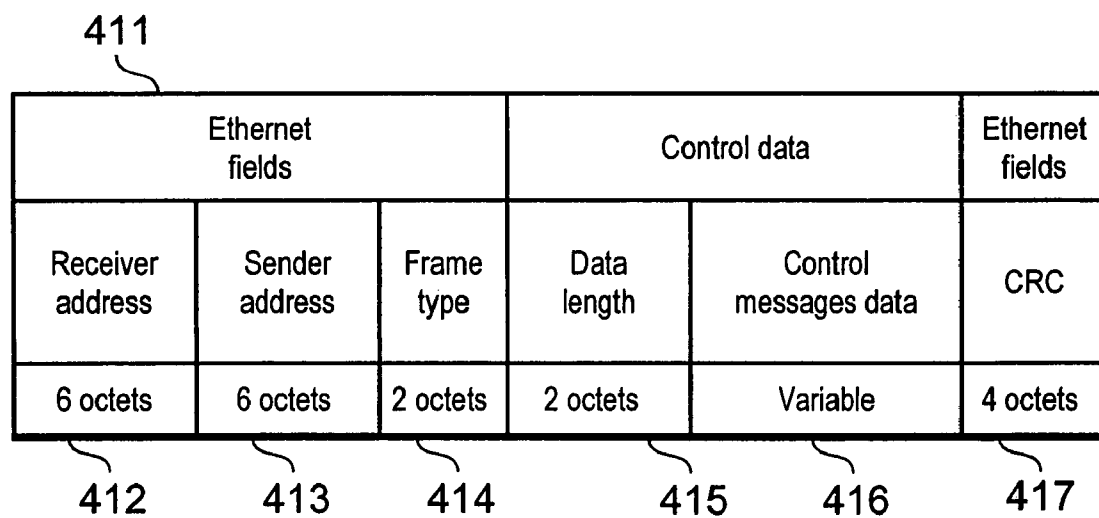 411
Ethernet
fields
Control data
Ethernet
fields
Receiver
address
Sender
address
Frame
type
Data
length
Control
messages data
CRC
6 octets
6 octets
2 octets
2 octets
Variable
4 octets
412
413
414
415
416
417